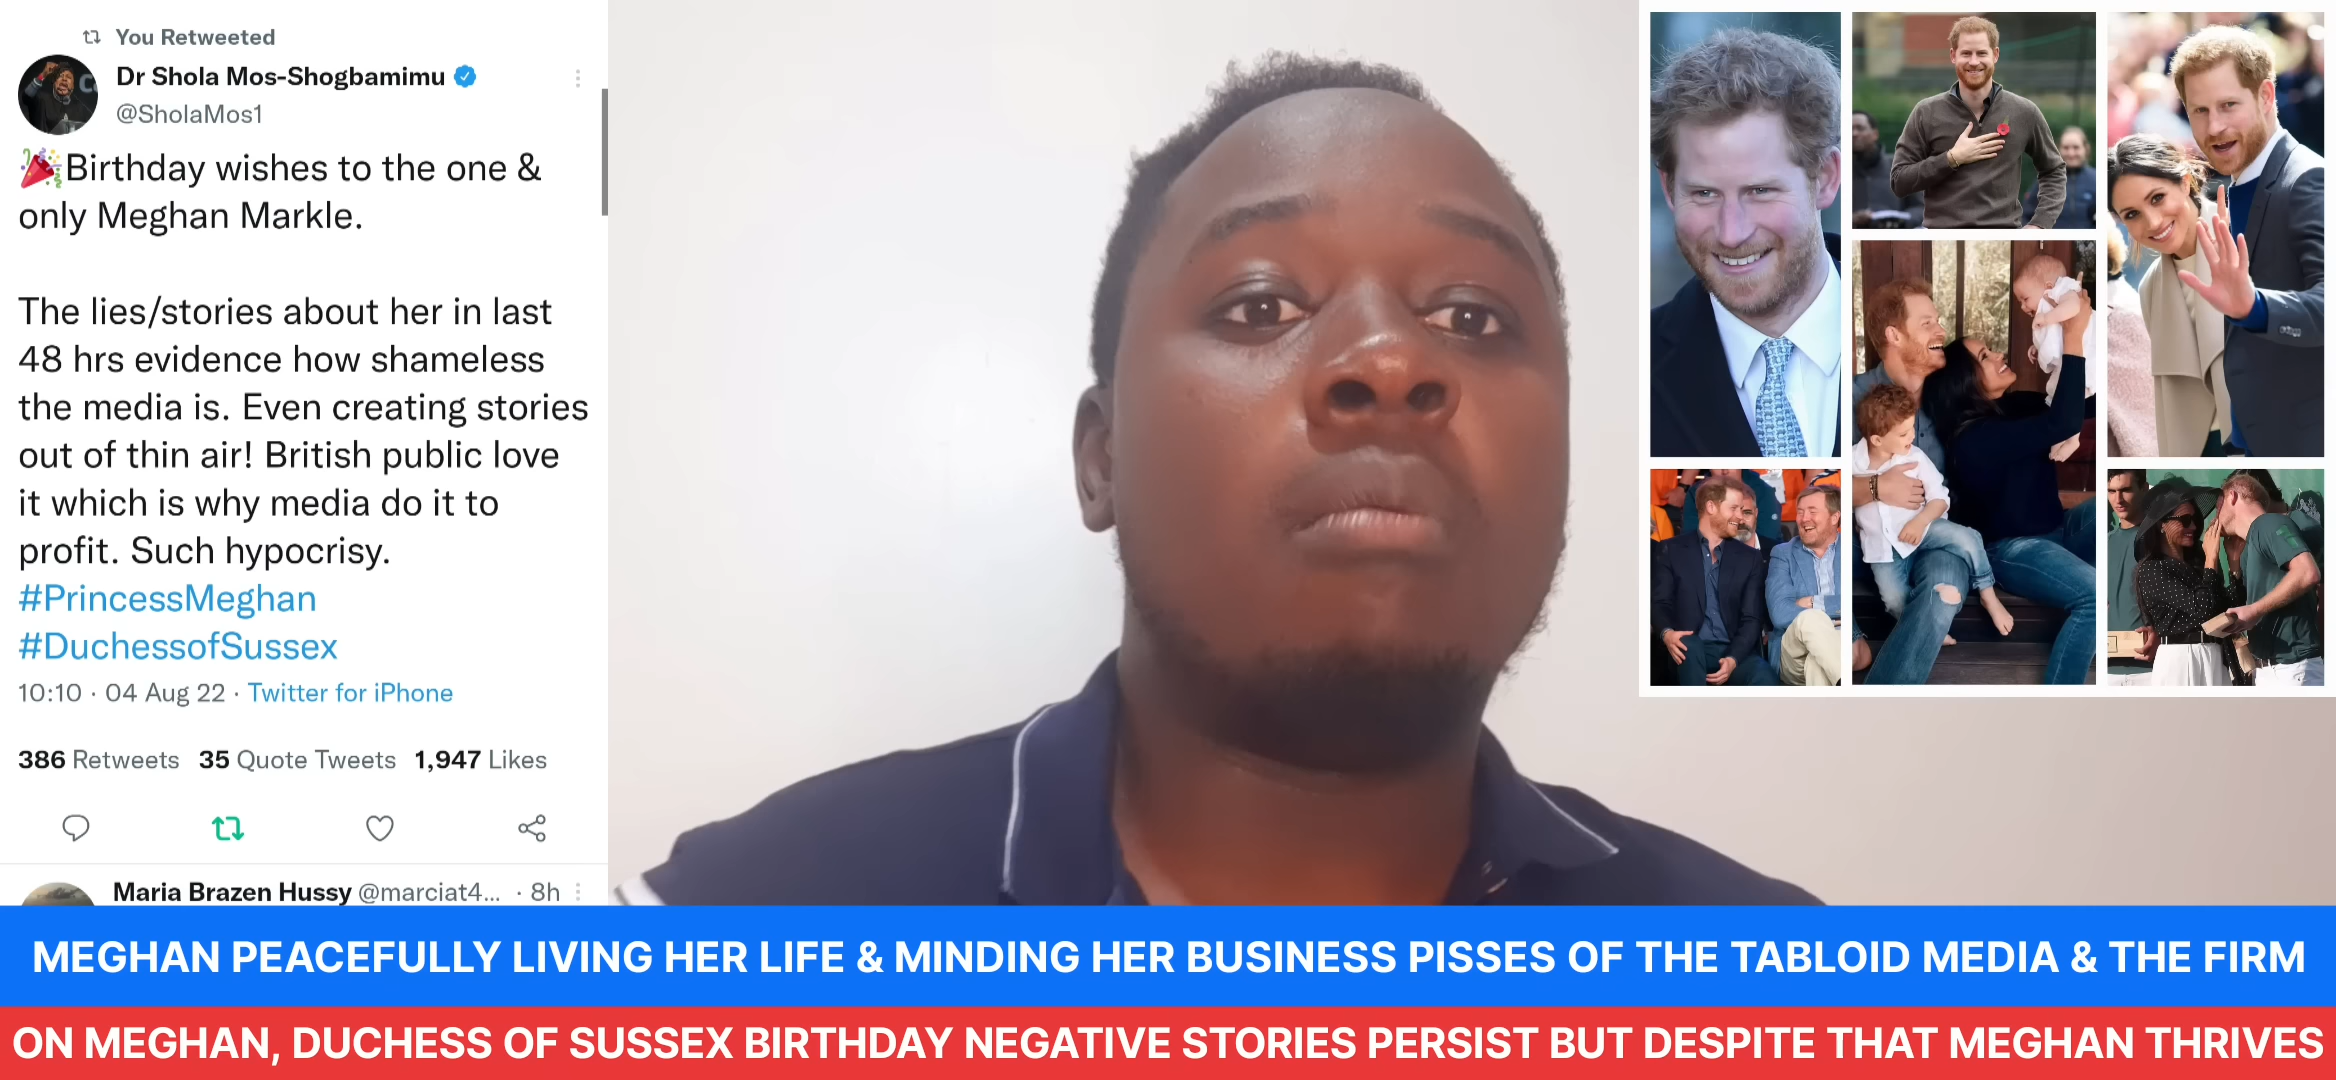 You Retweeted
Dr Shola Mos-Shogbamimu
@SholaMos1
🎉Birthday wishes to the one &
only Meghan Markle.
The lies/stories about her in last
48 hrs evidence how shameless
the media is. Even creating stories
out of thin air! British public love
it which is why media do it to
profit. Such hypocrisy.
#PrincessMeghan
#DuchessofSussex
10:10 · 04 Aug 22 · Twitter for iPhone
386 Retweets 35 Quote Tweets 1,947 Likes
Maria Brazen Hussy @marciat4... · 8h
MEGHAN PEACEFULLY LIVING HER LIFE & MINDING HER BUSINESS PISSES OF THE TABLOID MEDIA & THE FIRM
ON MEGHAN, DUCHESS OF SUSSEX BIRTHDAY NEGATIVE STORIES PERSIST BUT DESPITE THAT MEGHAN THRIVES